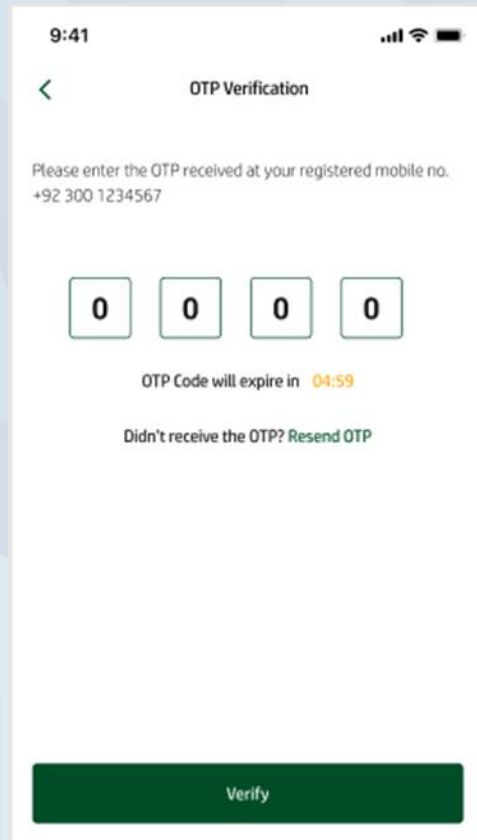 9:41
OTP Verification
Please enter the OTP received at your registered mobile no.
+92 300 1234567
0 0 0 0
OTP Code will expire in 04:59
Didn't receive the OTP? Resend OTP
Verify